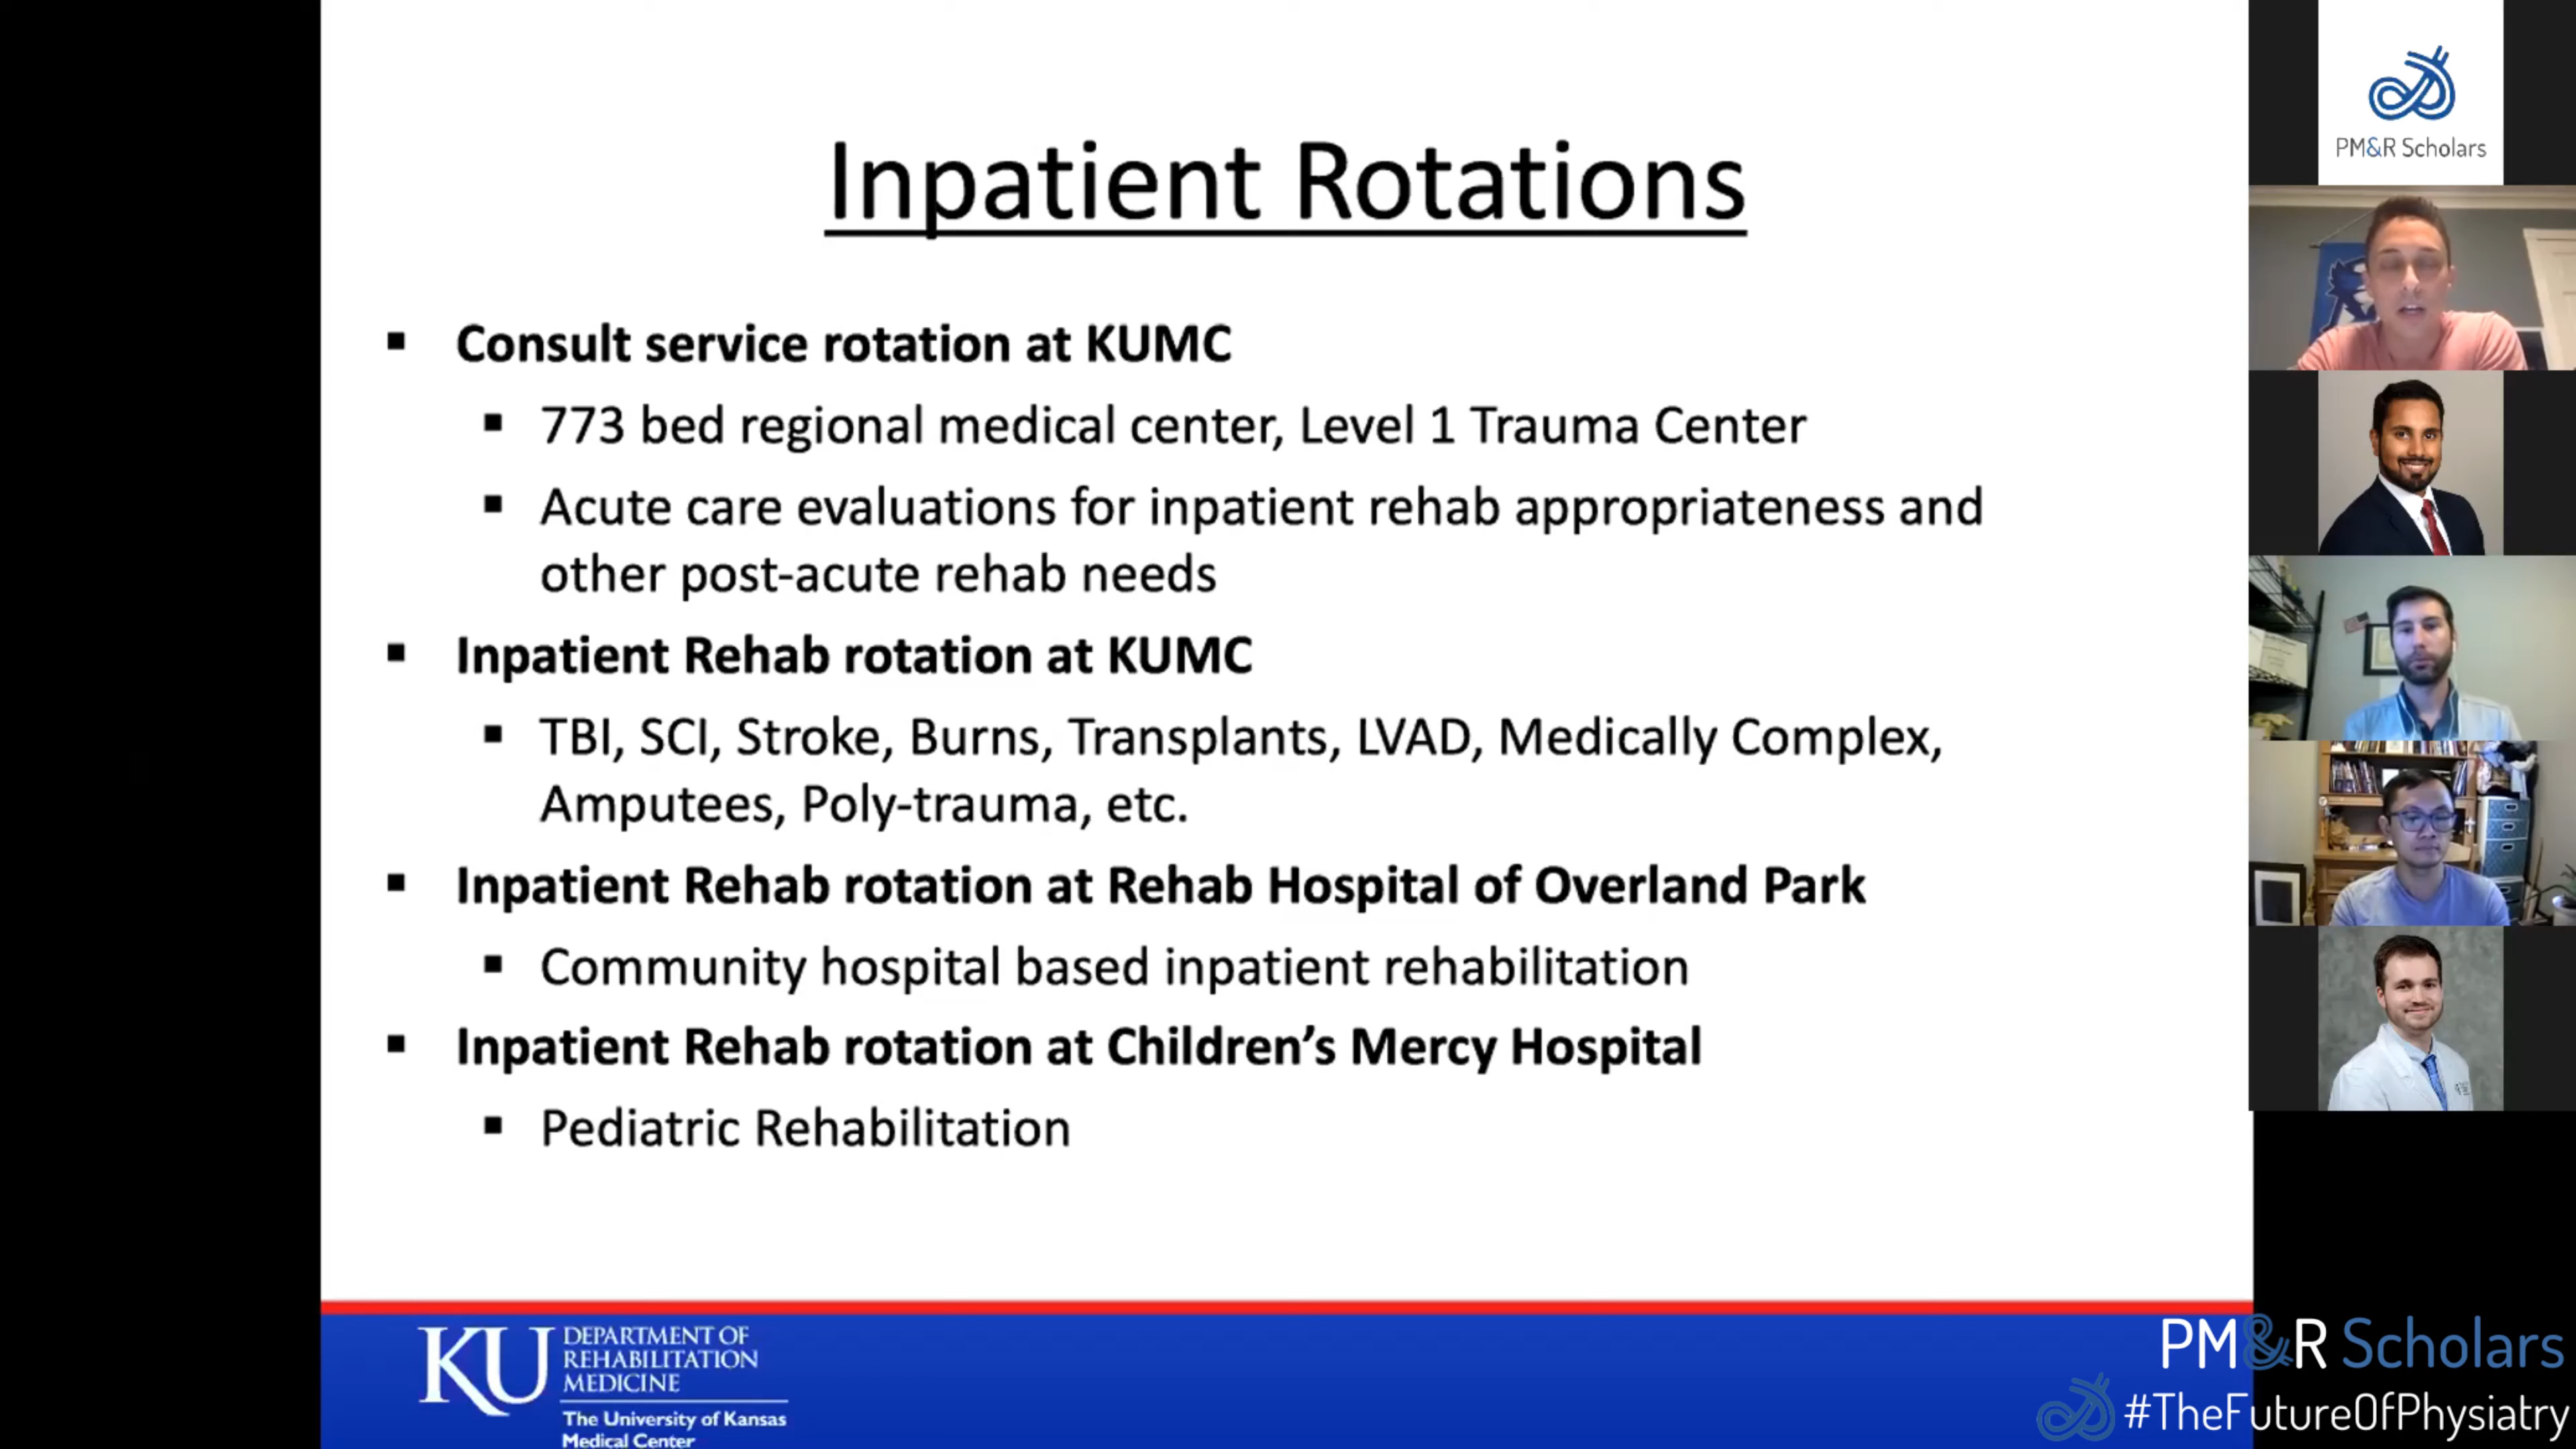 Inpatient Rotations
▪ Consult service rotation at KUMC
▪ 773 bed regional medical center, Level 1 Trauma Center
▪ Acute care evaluations for inpatient rehab appropriateness and
other post-acute rehab needs
▪ Inpatient Rehab rotation at KUMC
▪ TBI, SCI, Stroke, Burns, Transplants, LVAD, Medically Complex,
Amputees, Poly-trauma, etc.
▪ Inpatient Rehab rotation at Rehab Hospital of Overland Park
▪ Community hospital based inpatient rehabilitation
▪ Inpatient Rehab rotation at Children’s Mercy Hospital
▪ Pediatric Rehabilitation
KU
DEPARTMENT OF
REHABILITATION
MEDICINE
The University of Kansas
Medical Center
PM&R Scholars
PM&R Scholars
#TheFutureOfPhysiatry